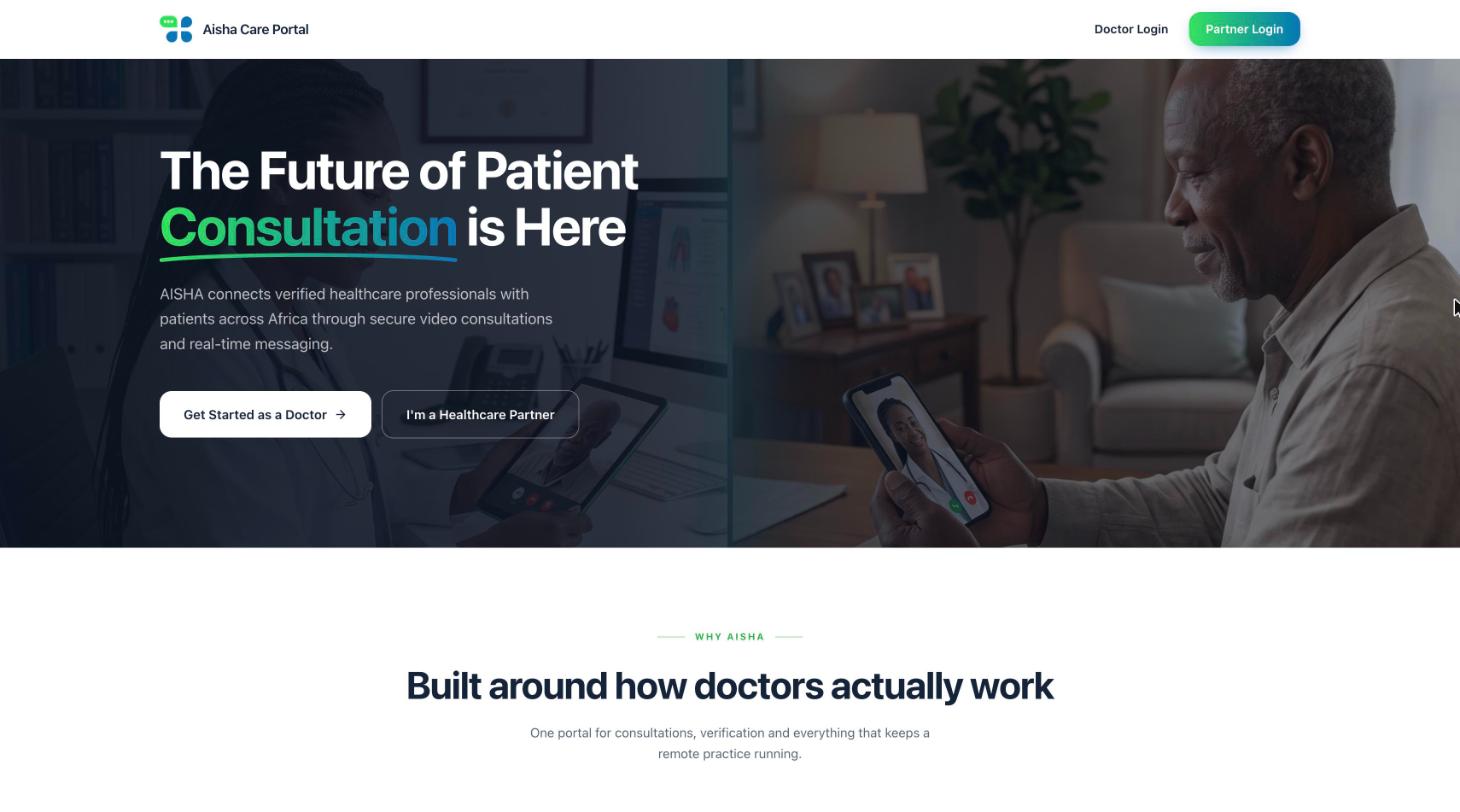 Aisha Care Portal
Doctor Login
Partner Login
The Future of Patient
Consultation is Here
AISHA connects verified healthcare professionals with
patients across Africa through secure video consultations
and real-time messaging.
Get Started as a Doctor →
I'm a Healthcare Partner
WHY AISHA
Built around how doctors actually work
One portal for consultations, verification and everything that keeps a
remote practice running.